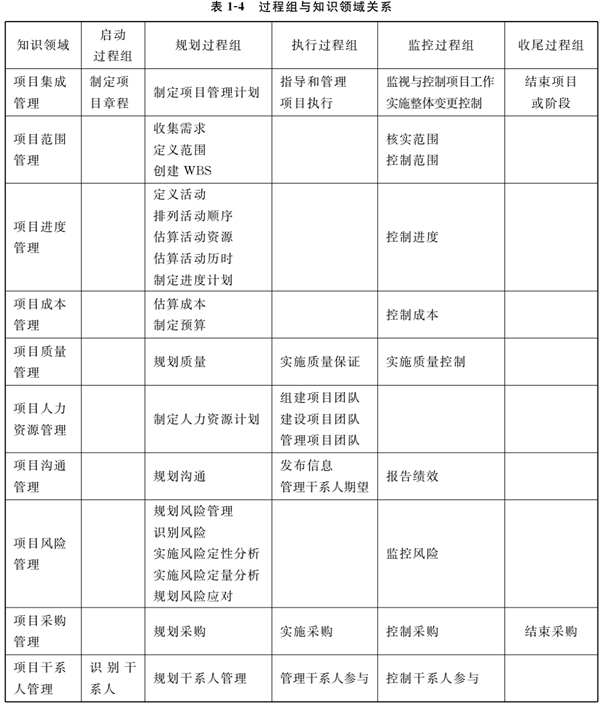 表 1-4 过程组与知识领域关系
知识领域 启动过程组 规划过程组 执行过程组 监控过程组 收尾过程组
项目集成管理 制定项目章程 制定项目管理计划 指导和管理项目执行 监视与控制项目工作 实施整体变更控制 结束项目或阶段
项目范围管理 收集需求 定义范围 创建 WBS 核实范围 控制范围
项目进度管理 定义活动 排列活动顺序 估算活动资源 估算活动历时 制定进度计划 控制进度
项目成本管理 估算成本 制定预算 控制成本
项目质量管理 规划质量 实施质量保证 实施质量控制
项目人力资源管理 制定人力资源计划 组建项目团队 建设项目团队 管理项目团队
项目沟通管理 规划沟通 发布信息 管理干系人期望 报告绩效
项目风险管理 规划风险管理 识别风险 实施风险定性分析 实施风险定量分析 规划风险应对 监控风险
项目采购管理 规划采购 实施采购 控制采购 结束采购
项目干系人管理 识别干系人 规划干系人管理 管理干系人参与 控制干系人参与